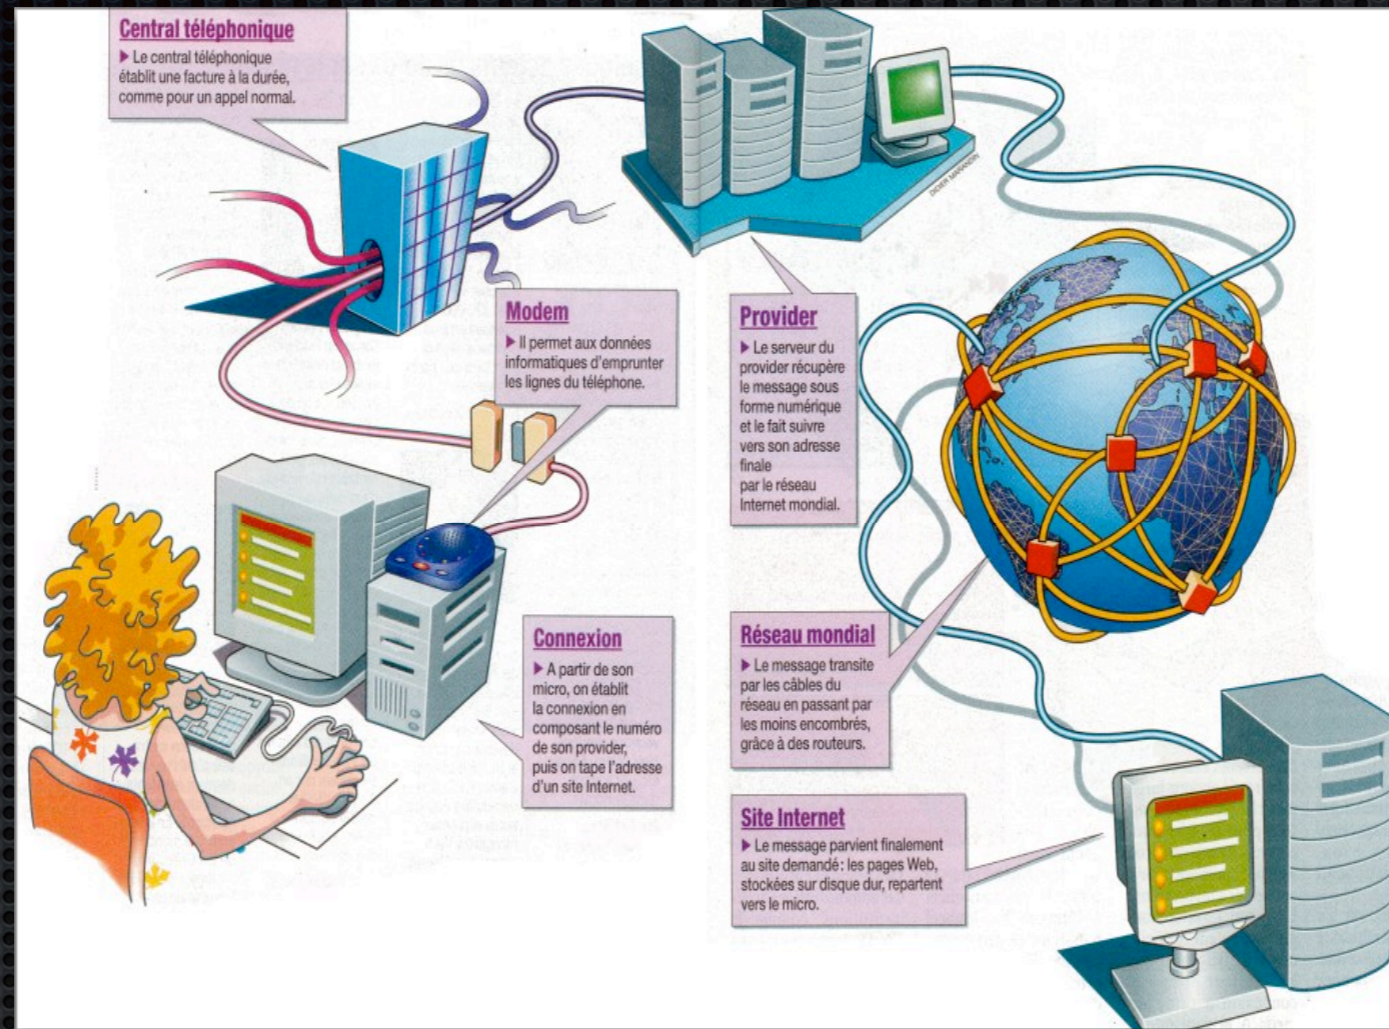 Central téléphonique
▶ Le central téléphonique
établit une facture à la durée,
comme pour un appel normal.
DIDIER MARANDIN
Modem
▶ Il permet aux données
informatiques d'emprunter
les lignes du téléphone.
Provider
▶ Le serveur du
provider récupère
le message sous
forme numérique
et le fait suivre
vers son adresse
finale
par le réseau
Internet mondial.
Connexion
▶ A partir de son
micro, on établit
la connexion en
composant le numéro
de son provider,
puis on tape l'adresse
d'un site Internet.
Réseau mondial
▶ Le message transite
par les câbles du
réseau en passant par
les moins encombrés,
grâce à des routeurs.
Site Internet
▶ Le message parvient finalement
au site demandé: les pages Web,
stockées sur disque dur, repartent
vers le micro.